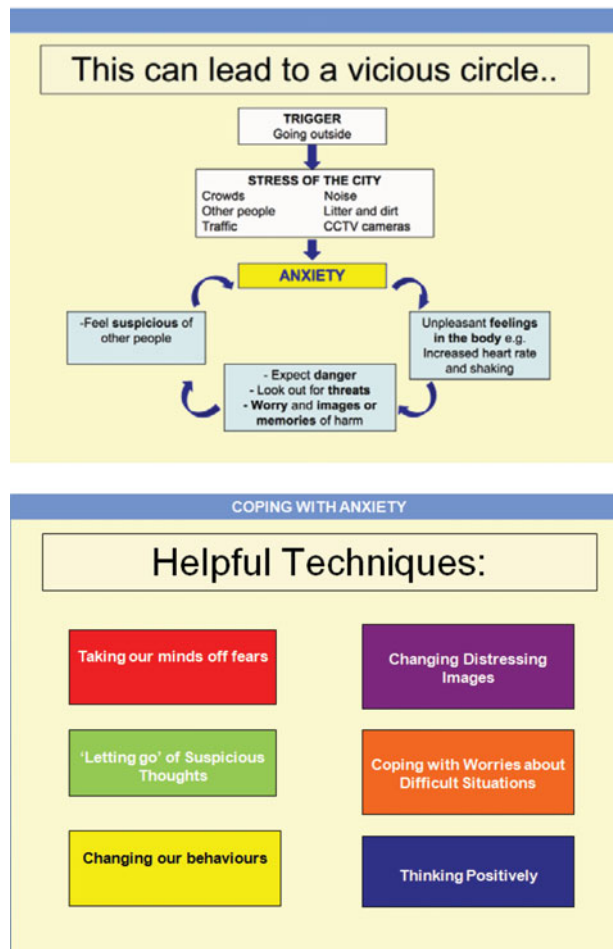 This can lead to a vicious circle..
TRIGGER
Going outside
STRESS OF THE CITY
Crowds
Other people
Traffic
Noise
Litter and dirt
CCTV cameras
ANXIETY
Unpleasant feelings
in the body e.g.
Increased heart rate
and shaking
- Expect danger
- Look out for threats
- Worry and images or
memories of harm
-Feel suspicious of
other people
COPING WITH ANXIETY
Helpful Techniques:
Taking our minds off fears
Changing Distressing
Images
‘Letting go’ of Suspicious
Thoughts
Coping with Worries about
Difficult Situations
Changing our behaviours
Thinking Positively